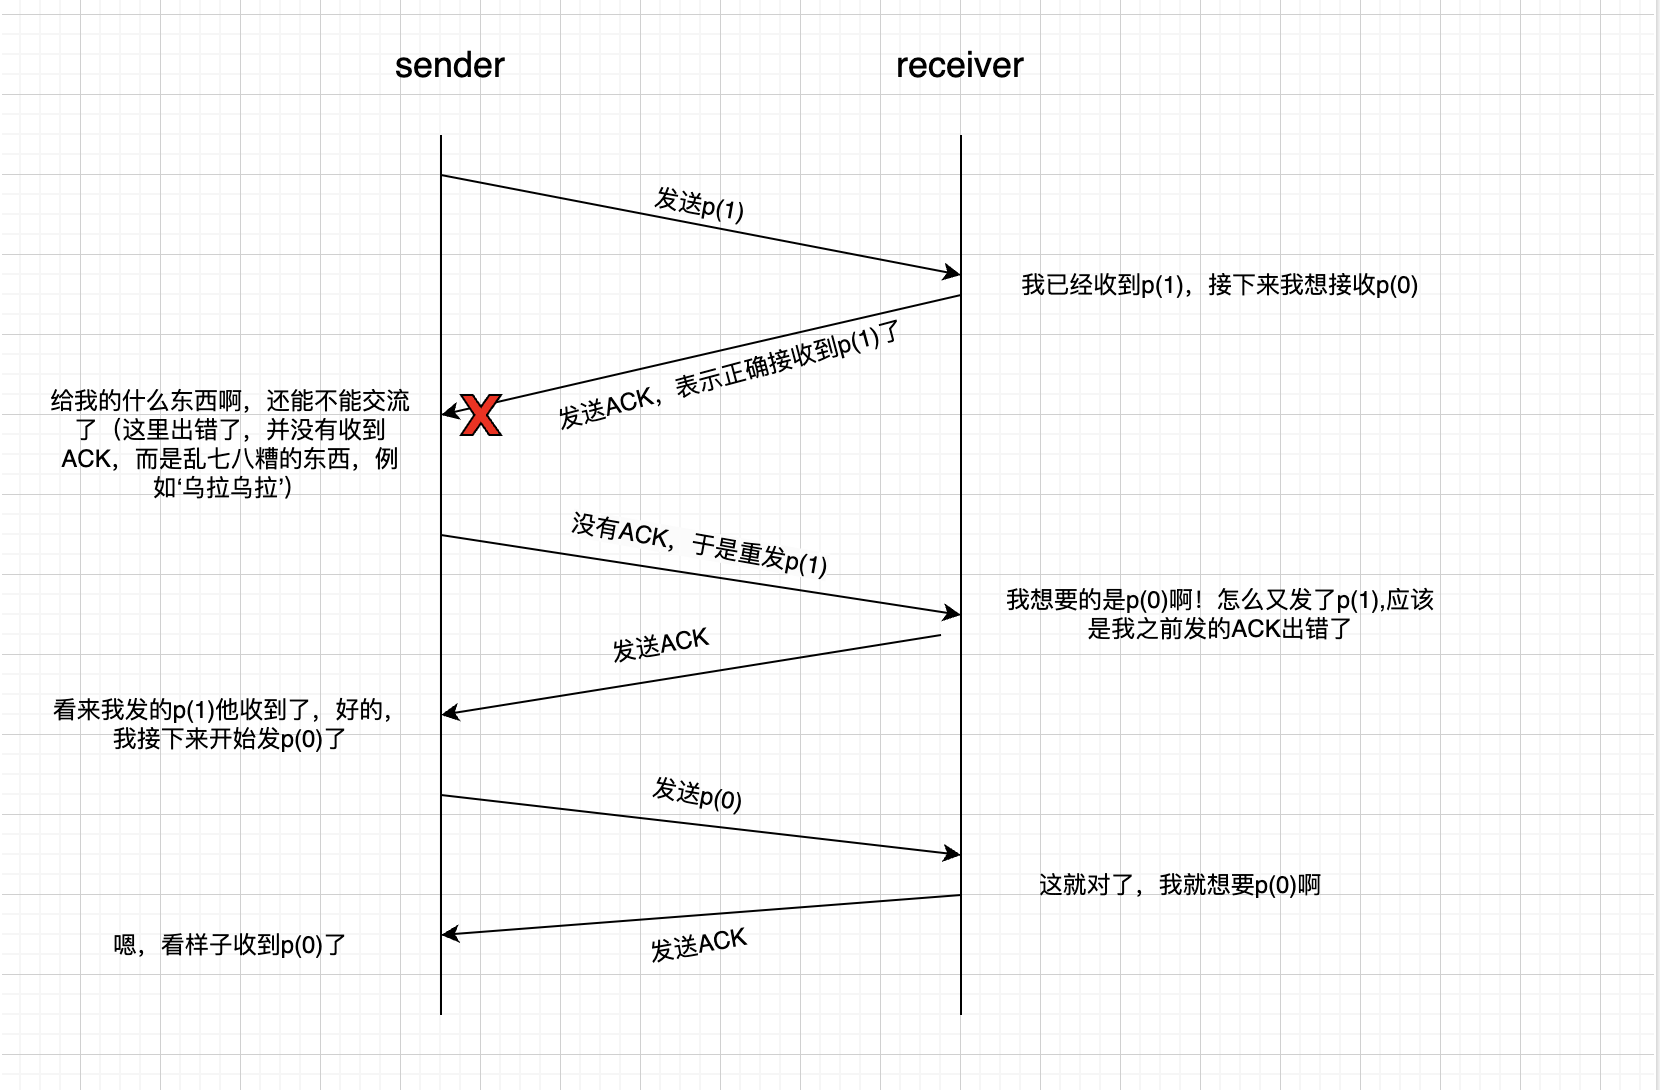 sender
receiver
发送p(1)
我已经收到p(1)，接下来我想接收p(0)
发送ACK，表示正确接收到p(1)了
给我的什么东西啊，还能不能交流
了（这里出错了，并没有收到
ACK，而是乱七八糟的东西，例
如‘乌拉乌拉’）
没有ACK，于是重发p(1)
我想要的是p(0)啊！怎么又发了p(1),应该
是我之前发的ACK出错了
发送ACK
看来我发的p(1)他收到了，好的，
我接下来开始发p(0)了
发送p(0)
这就对了，我就想要p(0)啊
发送ACK
嗯，看样子收到p(0)了